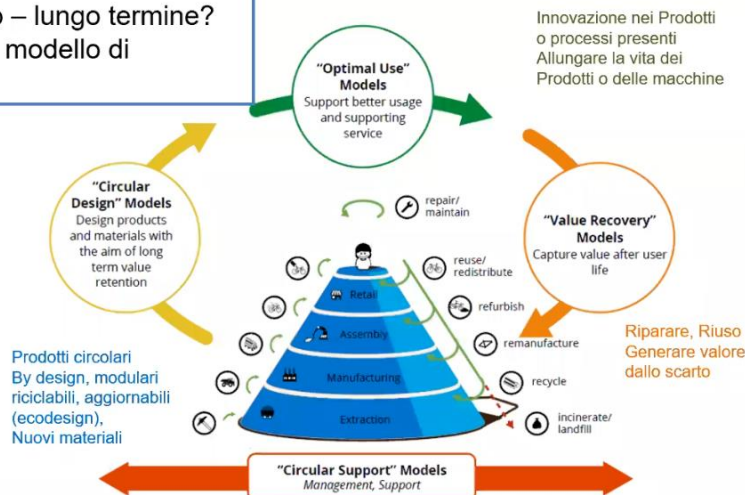 o – lungo termine?
modello di
Innovazione nei Prodotti
o processi presenti
Allungare la vita dei
Prodotti o delle macchine
"Optimal Use"
Models
Support better usage
and supporting
service
"Circular
Design" Models
Design products
and materials with
the aim of long
term value
retention
"Value Recovery"
Models
Capture value after user
life
repair/
maintain
reuse/
redistribute
refurbish
remanufacture
recycle
incinerate/
landfill
Retail
Assembly
Manufacturing
Extraction
Prodotti circolari
By design, modulari
riciclabili, aggiornabili
(ecodesign),
Nuovi materiali
Riparare, Riuso
Generare valore
dallo scarto
"Circular Support" Models
Management, Support